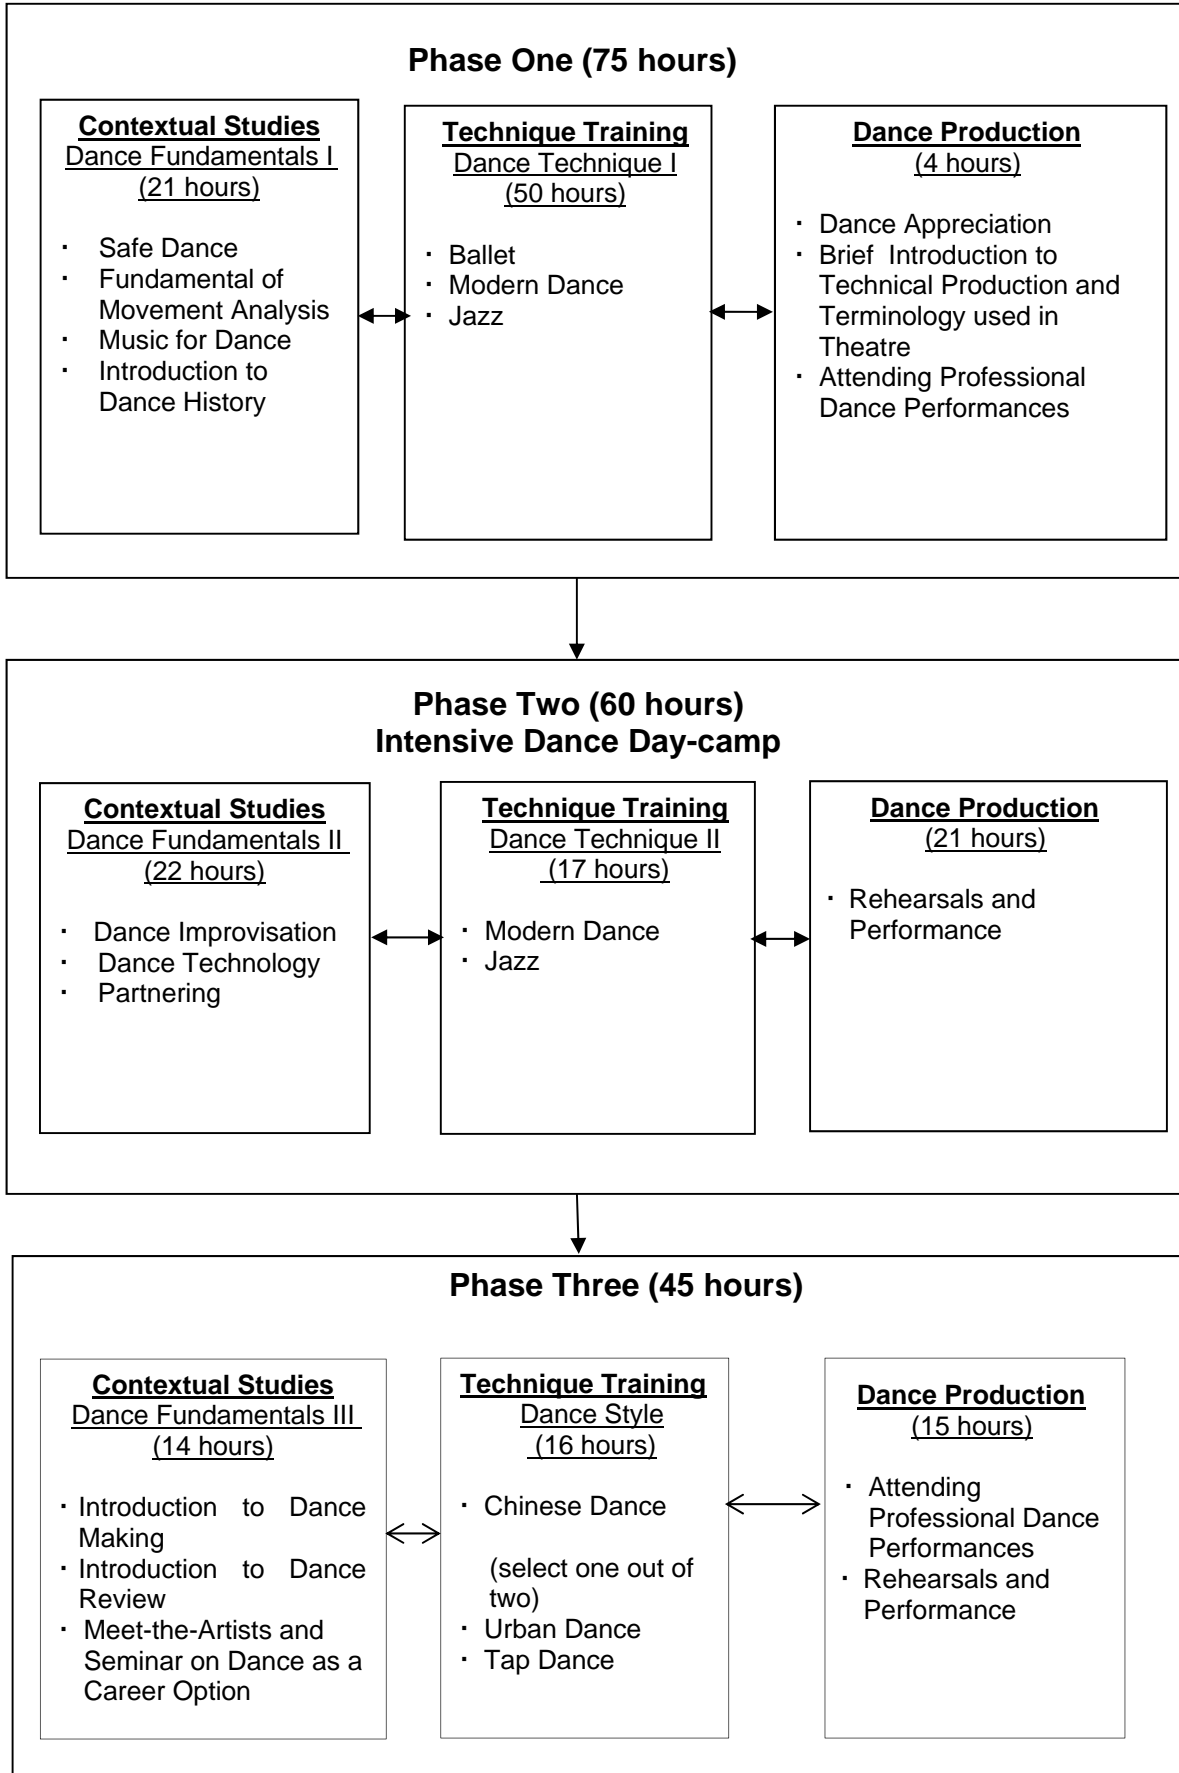 Phase One (75 hours)
Contextual Studies
Dance Fundamentals I
(21 hours)
· Safe Dance
· Fundamental of
Movement Analysis
· Music for Dance
· Introduction to
Dance History
Technique Training
Dance Technique I
(50 hours)
· Ballet
· Modern Dance
· Jazz
Dance Production
(4 hours)
· Dance Appreciation
· Brief Introduction to
Technical Production and
Terminology used in
Theatre
· Attending Professional
Dance Performances
Phase Two (60 hours)
Intensive Dance Day-camp
Contextual Studies
Dance Fundamentals II
(22 hours)
· Dance Improvisation
· Dance Technology
· Partnering
Technique Training
Dance Technique II
(17 hours)
· Modern Dance
· Jazz
Dance Production
(21 hours)
· Rehearsals and
Performance
Phase Three (45 hours)
Contextual Studies
Dance Fundamentals III
(14 hours)
· Introduction to Dance
Making
· Introduction to Dance
Review
· Meet-the-Artists and
Seminar on Dance as a
Career Option
Technique Training
Dance Style
(16 hours)
· Chinese Dance
(select one out of
two)
· Urban Dance
· Tap Dance
Dance Production
(15 hours)
· Attending
Professional Dance
Performances
· Rehearsals and
Performance